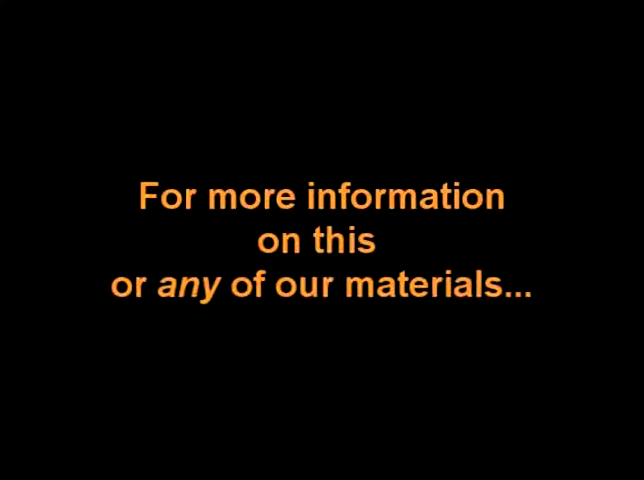 For more information
on this
or any of our materials...